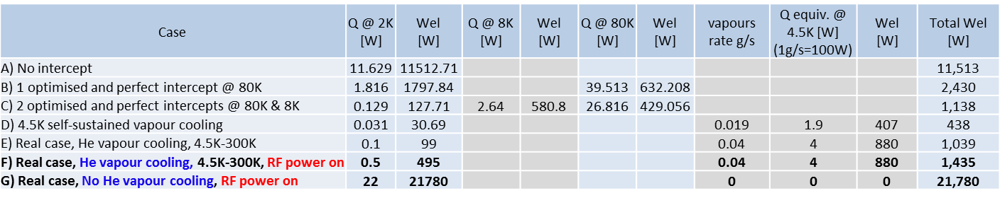 Case Q @ 2K [W] Wel [W] Q @ 8K [W] Wel [W] Q @ 80K [W] Wel [W] vapours rate g/s Q equiv. @ 4.5K [W] (1g/s=100W) Wel [W] Total Wel [W]
A) No intercept 11.629 11512.71 11,513
B) 1 optimised and perfect intercept @ 80K 1.816 1797.84 39.513 632.208 2,430
C) 2 optimised and perfect intercepts @ 80K & 8K 0.129 127.71 2.64 580.8 26.816 429.056 1,138
D) 4.5K self-sustained vapour cooling 0.031 30.69 0.019 1.9 407 438
E) Real case, He vapour cooling, 4.5K-300K 0.1 99 0.04 4 880 1,039
F) Real case, He vapour cooling, 4.5K-300K, RF power on 0.5 495 0.04 4 880 1,435
G) Real case, No He vapour cooling, RF power on 22 21780 0 0 0 21,780